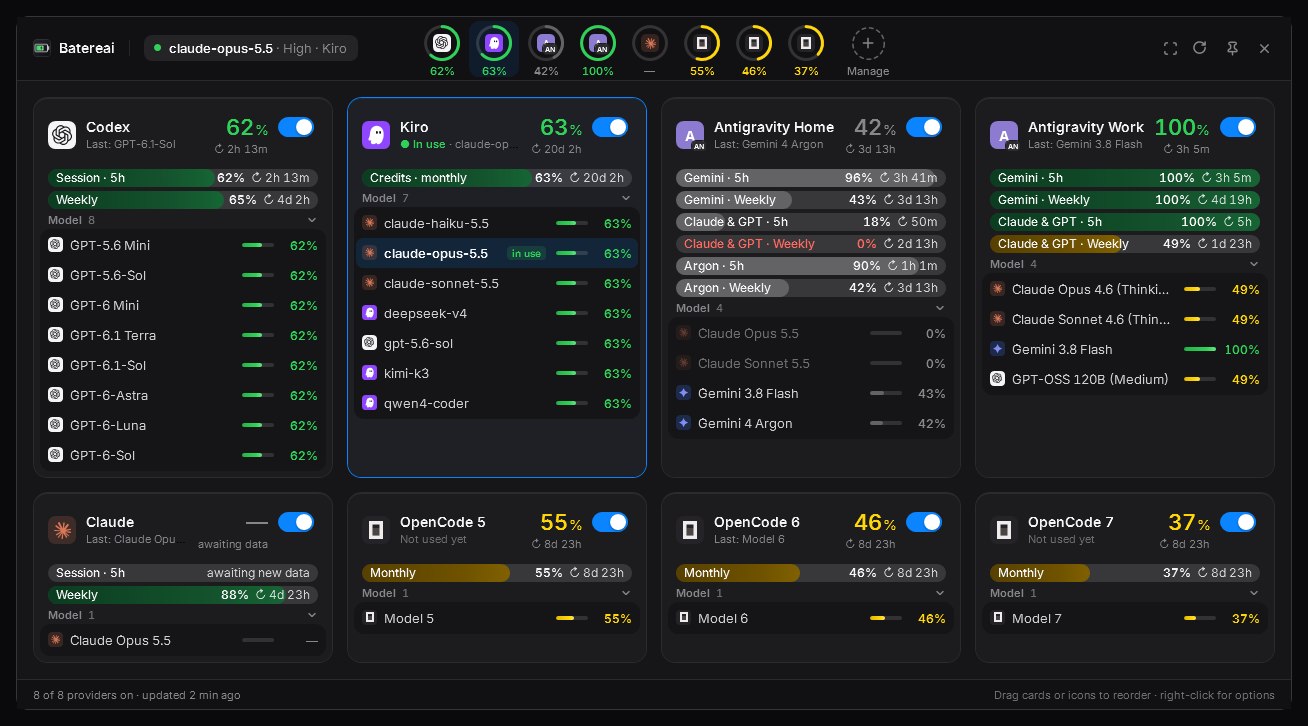 Batereai
claude-opus-5.5 · High · Kiro
62% 63% AN 42% AN 100% — 55% 46% 37% Manage
Codex
Last: GPT-6.1-Sol
62%
2h 13m
Session · 5h 62% 2h 13m
Weekly 65% 4d 2h
Model 8
GPT-5.6 Mini 62%
GPT-5.6-Sol 62%
GPT-6 Mini 62%
GPT-6.1 Terra 62%
GPT-6.1-Sol 62%
GPT-6-Astra 62%
GPT-6-Luna 62%
GPT-6-Sol 62%
Kiro
In use · claude-op
63%
20d 2h
Credits · monthly 63% 20d 2h
Model 7
claude-haiku-5.5 63%
claude-opus-5.5 in use 63%
claude-sonnet-5.5 63%
deepseek-v4 63%
gpt-5.6-sol 63%
kimi-k3 63%
qwen4-coder 63%
A AN
Antigravity Home
Last: Gemini 4 Argon
42%
3d 13h
Gemini · 5h 96% 3h 41m
Gemini · Weekly 43% 3d 13h
Claude & GPT · 5h 18% 50m
Claude & GPT · Weekly 0% 2d 13h
Argon · 5h 90% 1h 1m
Argon · Weekly 42% 3d 13h
Model 4
Claude Opus 5.5 0%
Claude Sonnet 5.5 0%
Gemini 3.8 Flash 43%
Gemini 4 Argon 42%
A AN
Antigravity Work
Last: Gemini 3.8 Flash
100%
3h 5m
Gemini · 5h 100% 3h 5m
Gemini · Weekly 100% 4d 19h
Claude & GPT · 5h 100% 5h
Claude & GPT · Weekly 49% 1d 23h
Model 4
Claude Opus 4.6 (Thinki... 49%
Claude Sonnet 4.6 (Thin... 49%
Gemini 3.8 Flash 100%
GPT-OSS 120B (Medium) 49%
Claude
Last: Claude Opu
—
awaiting data
Session · 5h awaiting new data
Weekly 88% 4d 23h
Model 1
Claude Opus 5.5 —
OpenCode 5
Not used yet
55%
8d 23h
Monthly 55% 8d 23h
Model 1
Model 5 55%
OpenCode 6
Last: Model 6
46%
8d 23h
Monthly 46% 8d 23h
Model 1
Model 6 46%
OpenCode 7
Not used yet
37%
8d 23h
Monthly 37% 8d 23h
Model 1
Model 7 37%
8 of 8 providers on · updated 2 min ago
Drag cards or icons to reorder · right-click for options